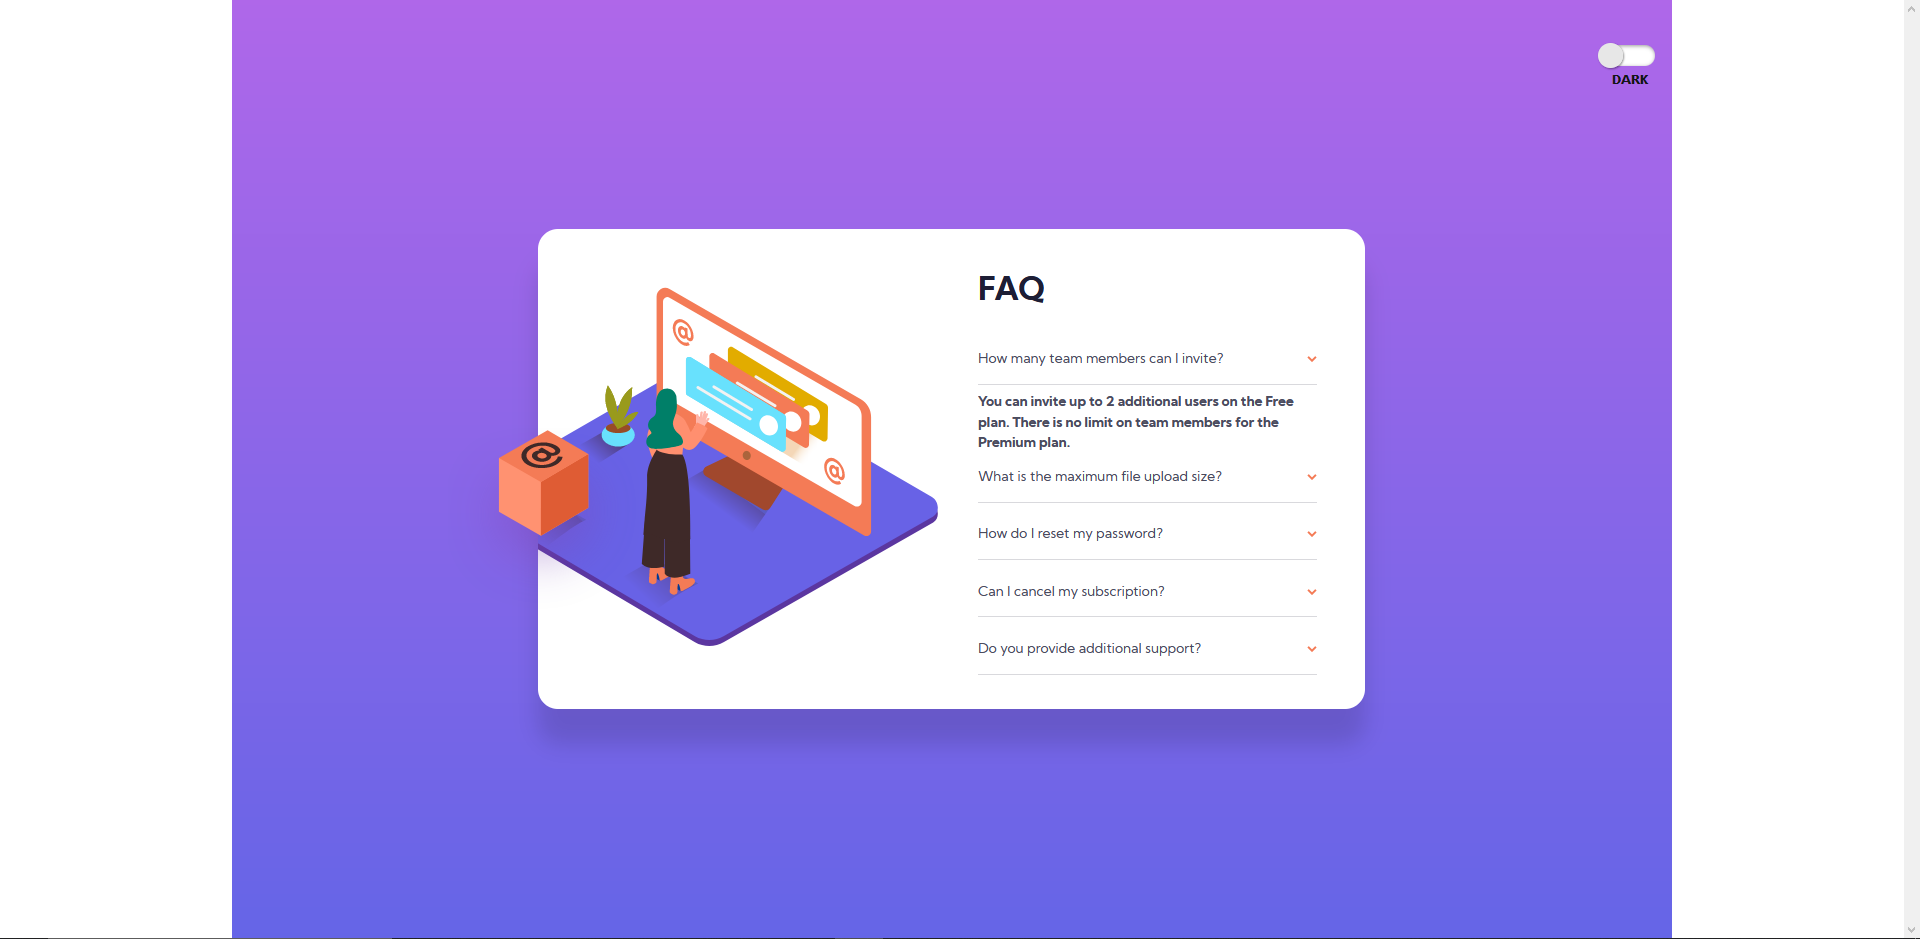 DARK
FAQ
How many team members can I invite?
You can invite up to 2 additional users on the Free
plan. There is no limit on team members for the
Premium plan.
What is the maximum file upload size?
How do I reset my password?
Can I cancel my subscription?
Do you provide additional support?
@
@
@